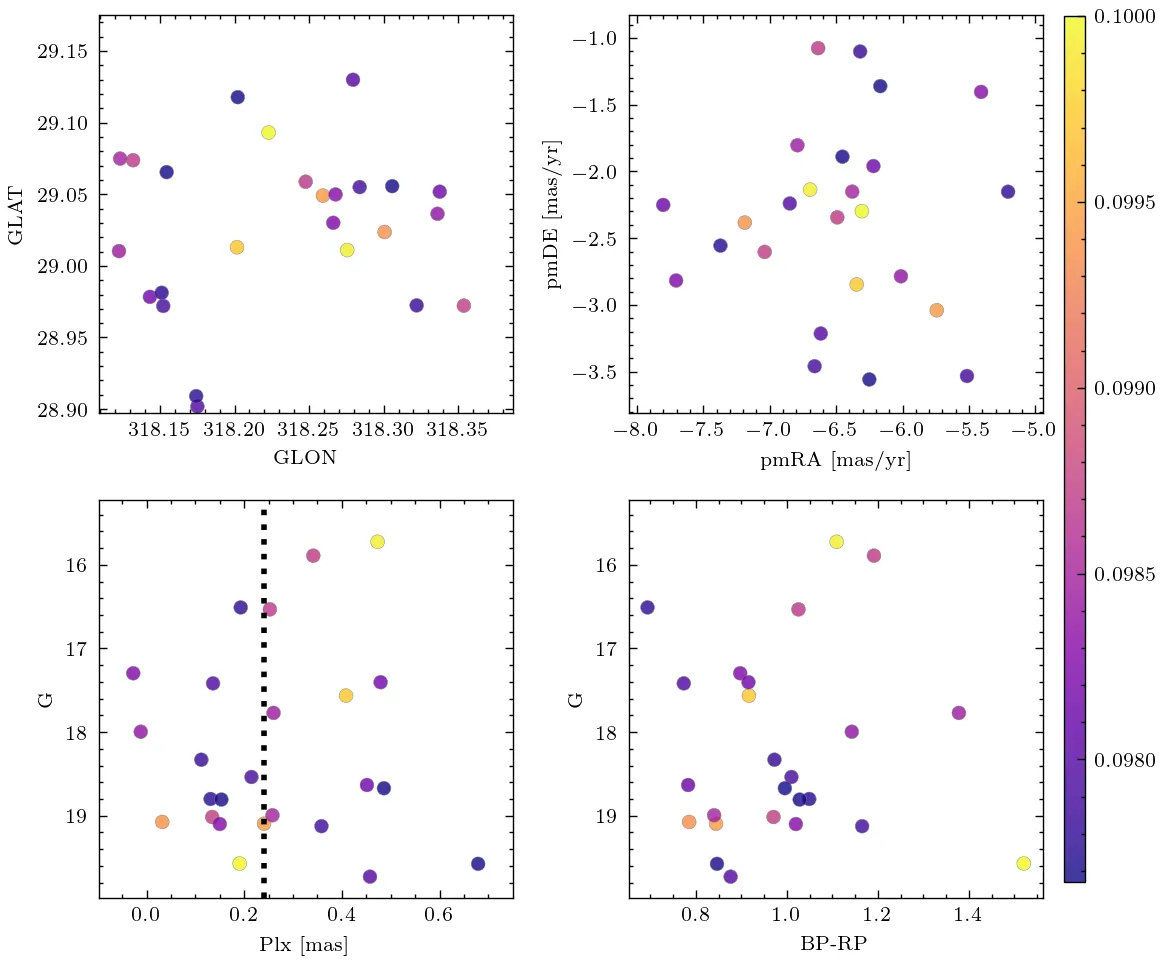 29.15
29.10
29.05
29.00
28.95
28.90
GLAT
318.15 318.20 318.25 318.30 318.35
GLON
−1.0
−1.5
−2.0
−2.5
−3.0
−3.5
pmDE [mas/yr]
−8.0 −7.5 −7.0 −6.5 −6.0 −5.5 −5.0
pmRA [mas/yr]
0.1000
0.0995
0.0990
0.0985
0.0980
16
17
18
19
G
0.0 0.2 0.4 0.6
Plx [mas]
16
17
18
19
G
0.8 1.0 1.2 1.4
BP-RP